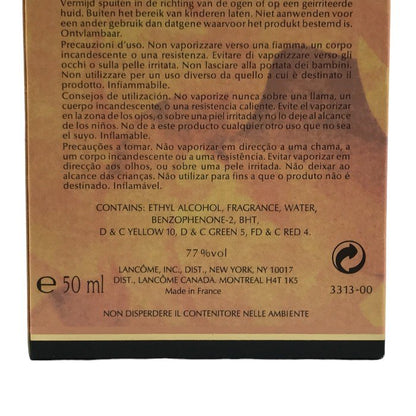 Vermijd spuiten in de richting van de ogen of op een geïrriteerde
huid. Buiten het bereik van kinderen laten. Niet aanwenden voor
een ander gebruik dan datgene waarvoor het produkt bestemd is.
Ontvlambaar.
Precauzioni d'uso. Non vaporizzare verso una fiamma, un corpo
incandescente o una resistenza. Evitare di vaporizzare verso gli
occhi o sulla pelle irritata. Non lasciare alla portata dei bambini
Non utilizzare per un uso diverso da quello a cui è destinato il
prodotto. Infiammabile.
Consejos de utilización. No vaporize nunca sobre una llama, un
cuerpo incandescente, o una resistencia caliente. Evite el vaporizar
en la zona de los ojos, o sobre una piel irritada y no lo deje al alcance
de los niños. No de a este producto cualquier otro uso que no sea
el suyo. Inflamable.
Precauções a tomar. Não vaporizar em direcção a uma chama, a
um corpo incandescente ou a uma resistência. Evitar vaporizar em
direcção aos olhos, ou sobre uma pele irritada. Não deixar ao
alcance das crianças. Não utilizar para fins a que o produto não é
destinado. Inflamável.
CONTAINS: ETHYL ALCOHOL, FRAGRANCE, WATER,
BENZOPHENONE-2, BHT,
D & C YELLOW 10, D & C GREEN 5, FD & C RED 4.
77%vol
e 50 ml
LANCÔME, INC., DIST., NEW YORK, NY 10017
DIST., LANCÔME CANADA. MONTREAL H4T 1K5
Made in France
3313-00
NON DISPERDERE IL CONTENITORE NELL'AMBIENTE